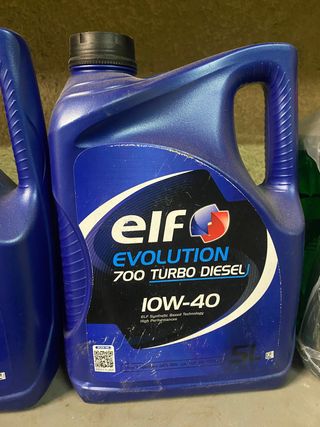 elf
EVOLUTION
700 TURBO DIESEL
10W-40
ELF Synthetic Based Technology
High Performances
5L